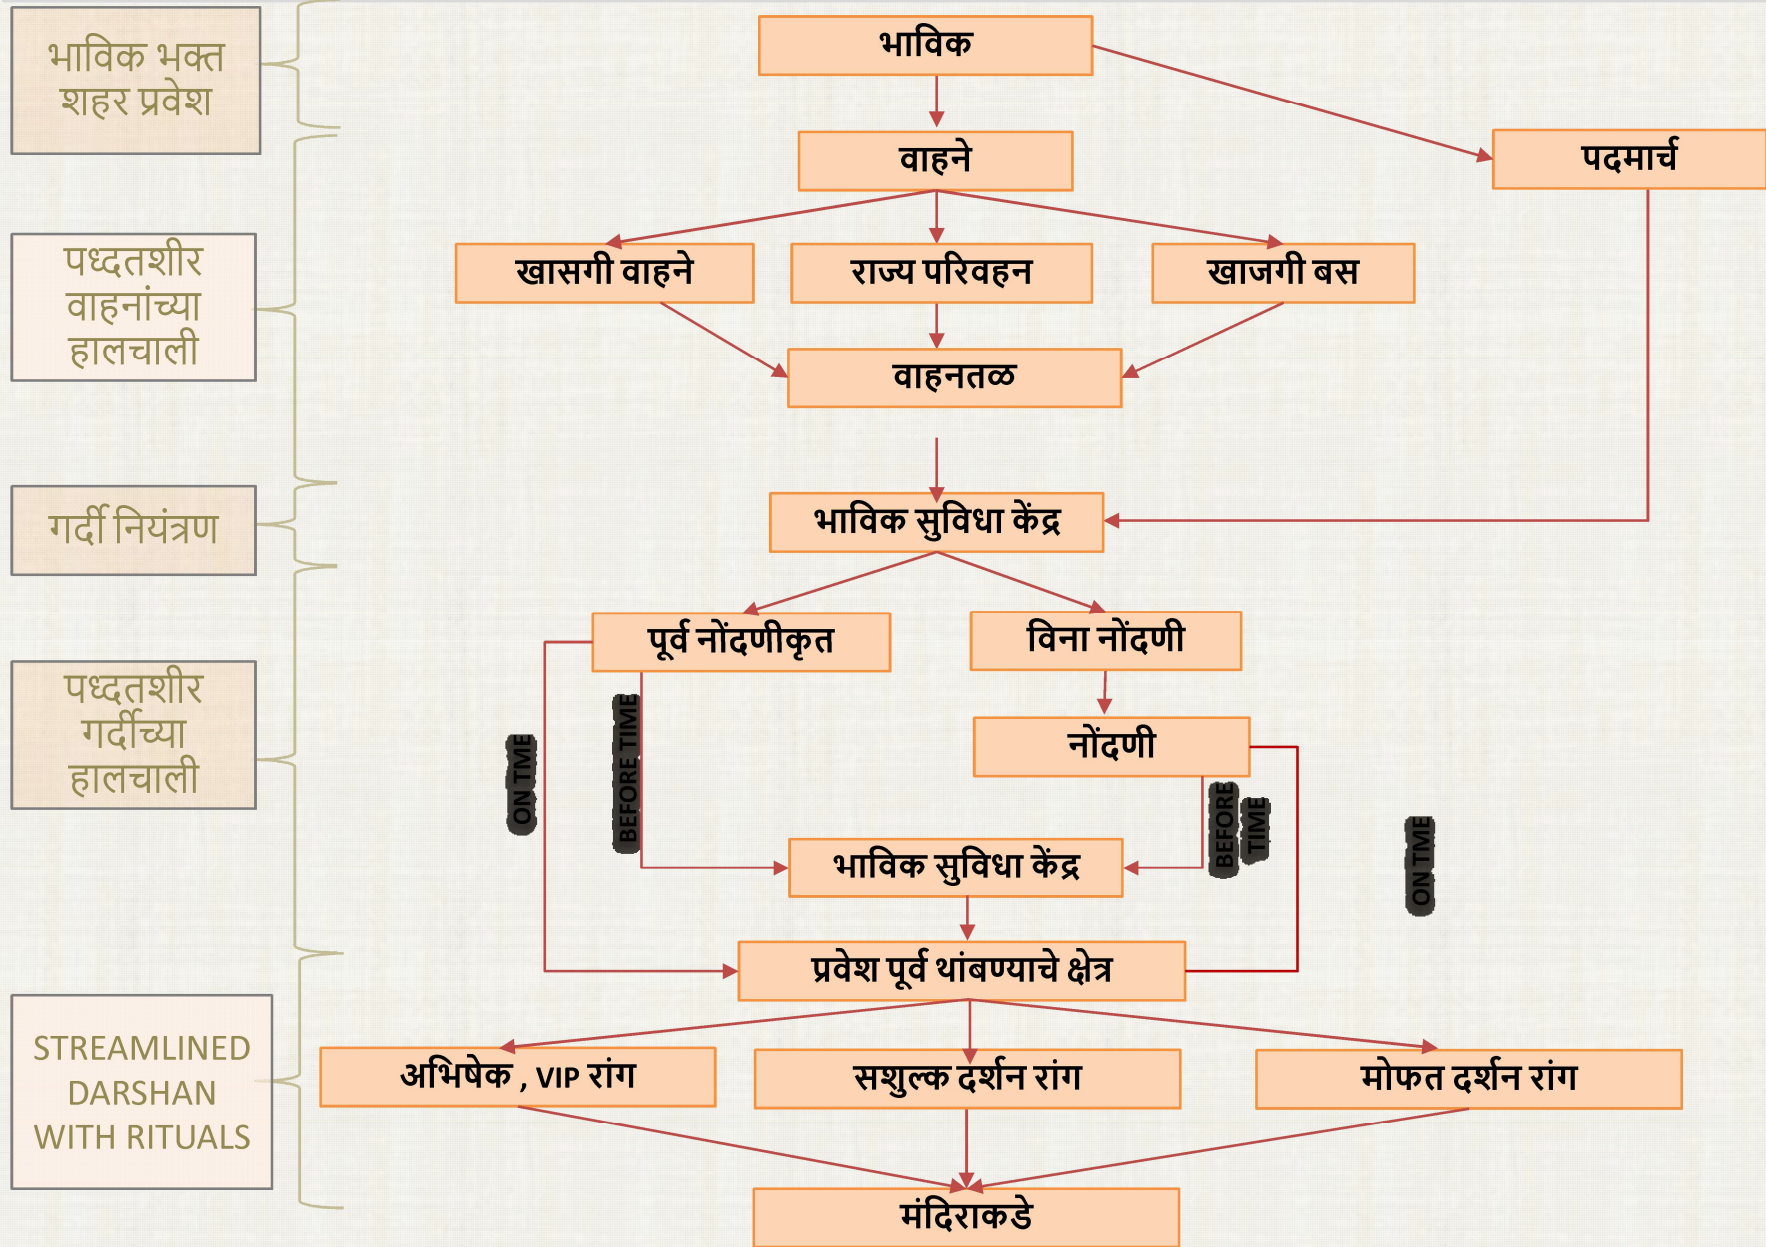 भाविक भक्त
शहर प्रवेश
भाविक
वाहने
पदमार्च
पध्दतशीर
वाहनांच्या
हालचाली
खासगी वाहने
राज्य परिवहन
खाजगी बस
वाहनतळ
गर्दी नियंत्रण
भाविक सुविधा केंद्र
पूर्व नोंदणीकृत
विना नोंदणी
पध्दतशीर
गर्दीच्या
हालचाली
नोंदणी
ON TME
BEFORE TIME
BEFORE
TIME
ON TME
भाविक सुविधा केंद्र
प्रवेश पूर्व थांबण्याचे क्षेत्र
STREAMLINED
DARSHAN
WITH RITUALS
अभिषेक , VIP रांग
सशुल्क दर्शन रांग
मोफत दर्शन रांग
मंदिराकडे